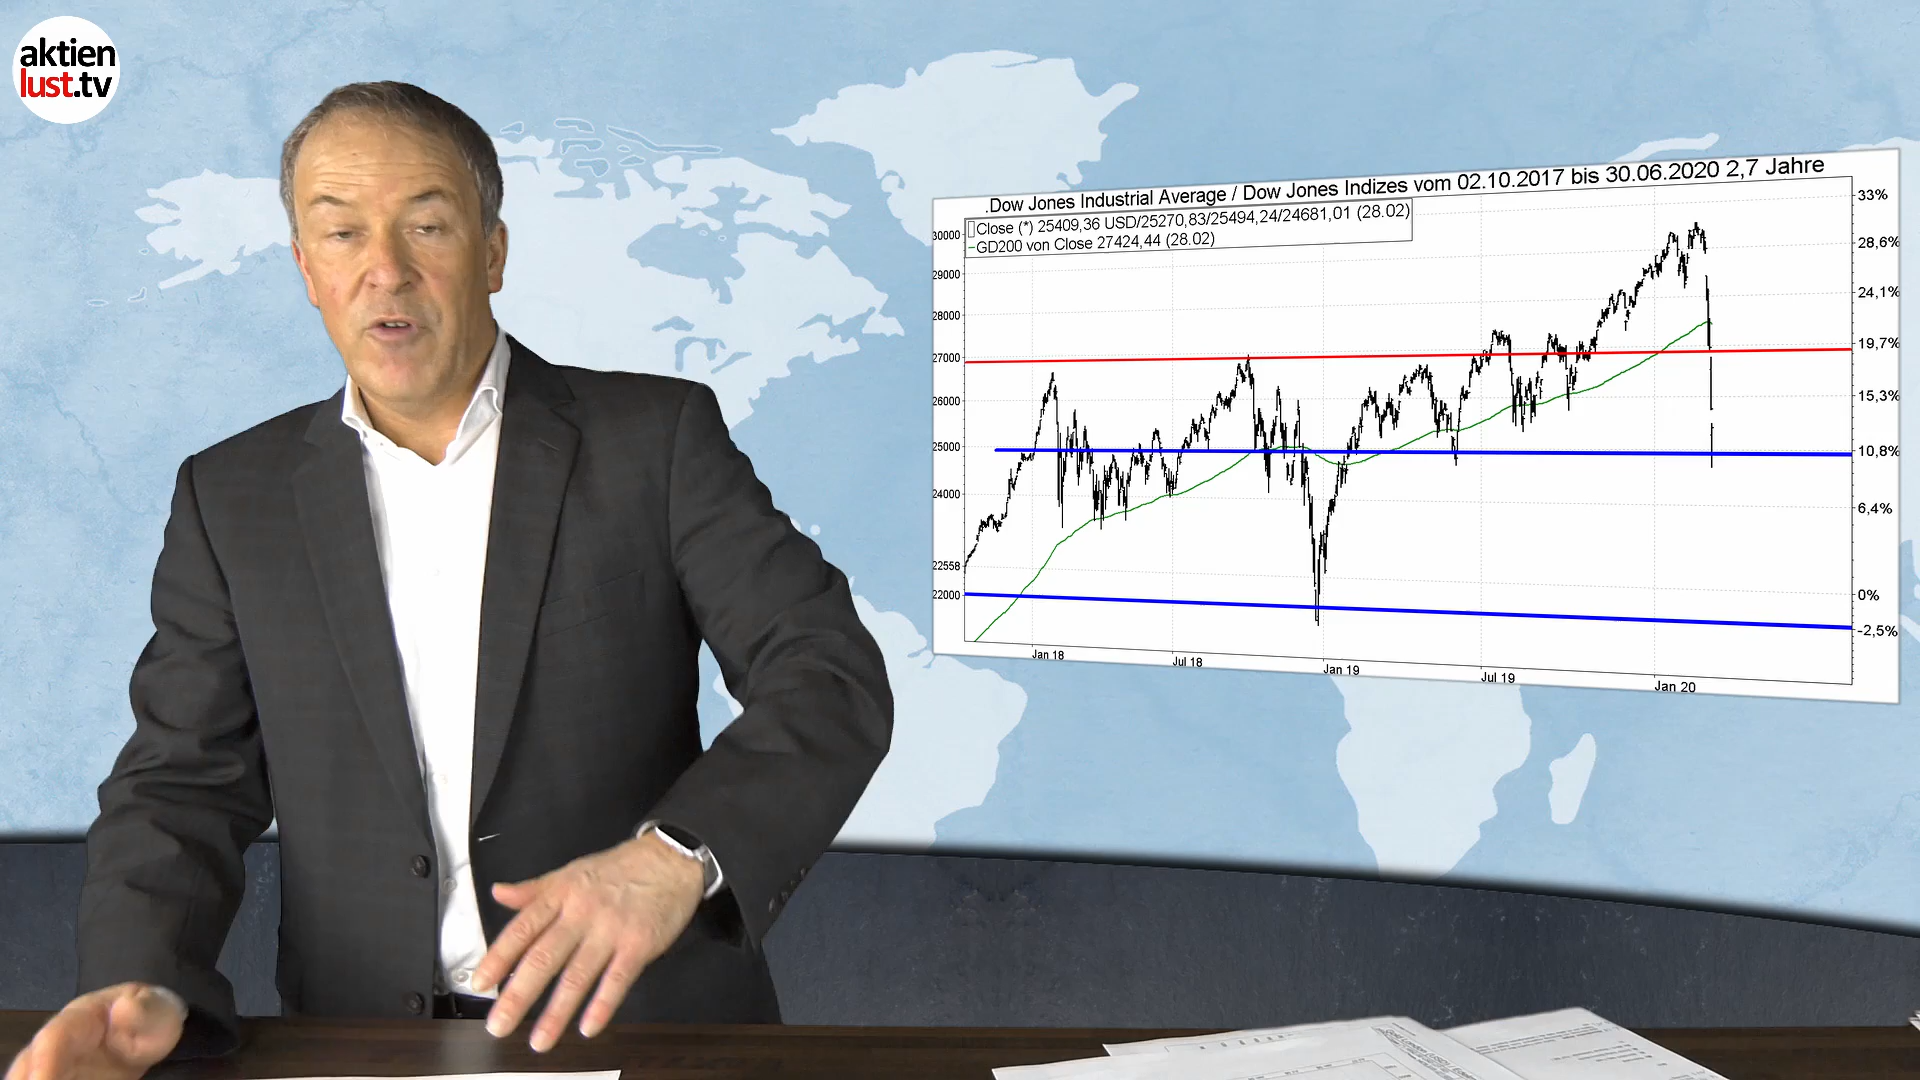 aktien
lust.tv
.Dow Jones Industrial Average / Dow Jones Indizes vom 02.10.2017 bis 30.06.2020 2,7 Jahre
Close (*) 25409,36 USD/25270,83/25494,24/24681,01 (28.02)
GD200 von Close 27424,44 (28.02)
30000
29000
28000
27000
26000
25000
24000
22558
22000
33%
28,6%
24,1%
19,7%
15,3%
10,8%
6,4%
0%
-2,5%
Jan 18
Jul 18
Jan 19
Jul 19
Jan 20